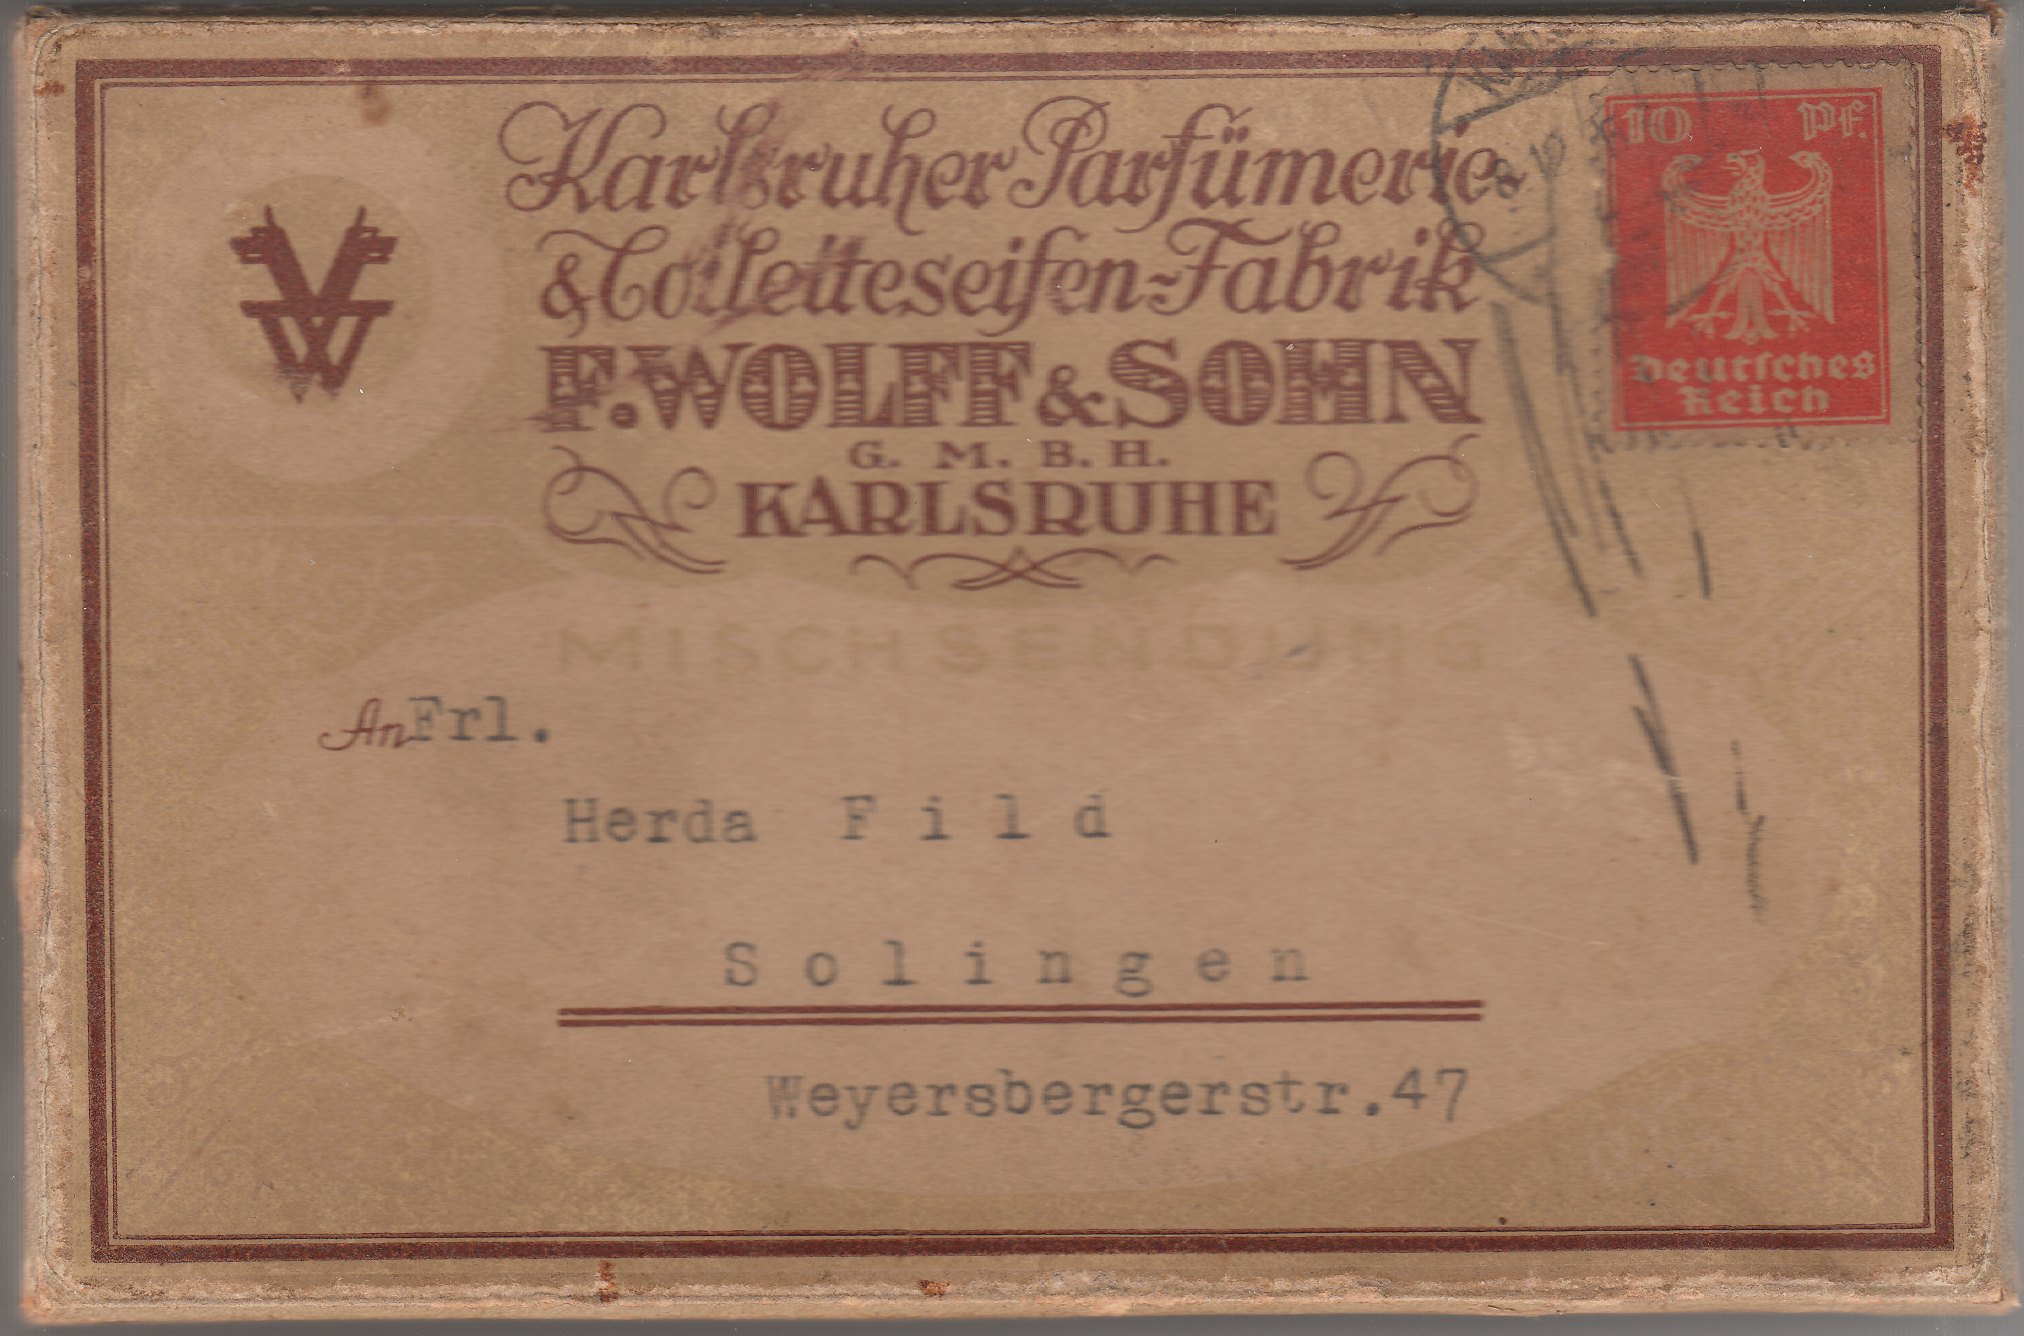 Karlsruher Parfümerie
& Toiletteseifen-Fabrik
F. WOLFF & SOHN
G. M. B. H.
KARLSRUHE
10 Pf.
Deutsches
Reich
MISCHSENDUNG
An Frl.
Herda Fild
Solingen
Weyersbergerstr.47